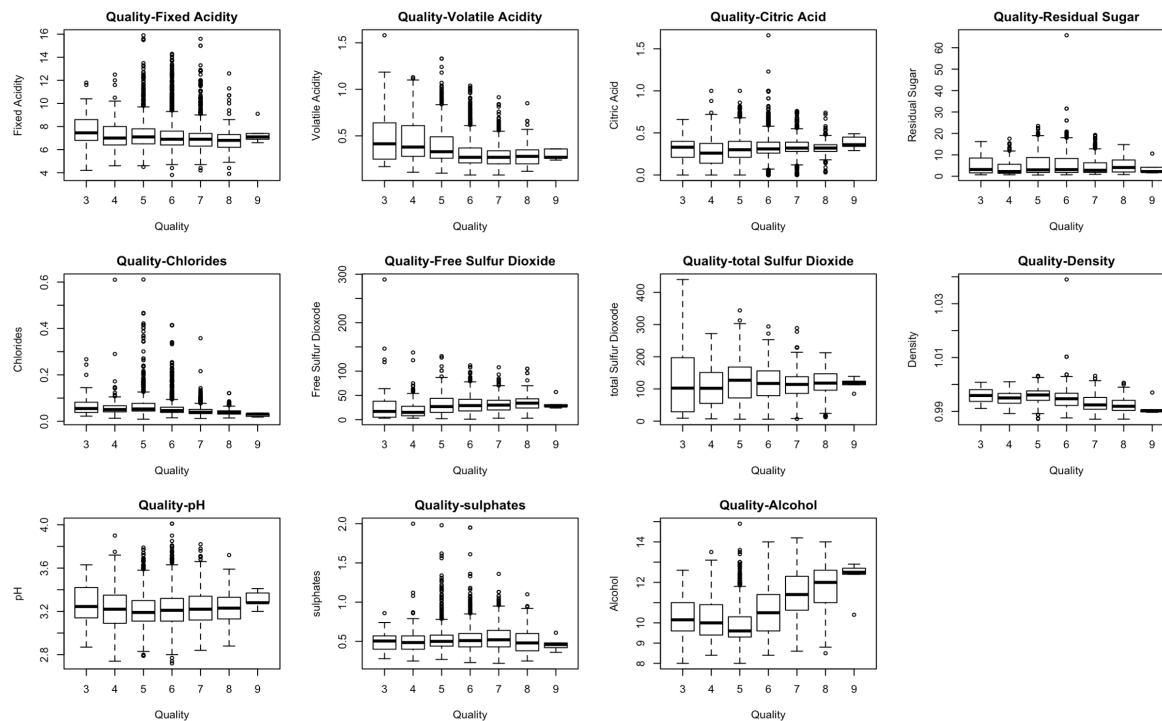 Quality-Fixed Acidity
Fixed Acidity
4 6 8 10 12 14 16
3 4 5 6 7 8 9
Quality
Quality-Volatile Acidity
Volatile Acidity
0.5 1.0 1.5
3 4 5 6 7 8 9
Quality
Quality-Citric Acid
Citric Acid
0.0 0.5 1.0 1.5
3 4 5 6 7 8 9
Quality
Quality-Residual Sugar
Residual Sugar
0 10 20 30 40 50 60
3 4 5 6 7 8 9
Quality
Quality-Chlorides
Chlorides
0.0 0.2 0.4 0.6
3 4 5 6 7 8 9
Quality
Quality-Free Sulfur Dioxide
Free Sulfur Dioxode
0 50 100 150 200 300
3 4 5 6 7 8 9
Quality
Quality-total Sulfur Dioxide
total Sulfur Dioxode
0 100 200 300 400
3 4 5 6 7 8 9
Quality
Quality-Density
Density
0.99 1.01 1.03
3 4 5 6 7 8 9
Quality
Quality-pH
pH
2.8 3.2 3.6 4.0
3 4 5 6 7 8 9
Quality
Quality-sulphates
sulphates
0.5 1.0 1.5 2.0
3 4 5 6 7 8 9
Quality
Quality-Alcohol
Alcohol
8 9 10 12 14
3 4 5 6 7 8 9
Quality